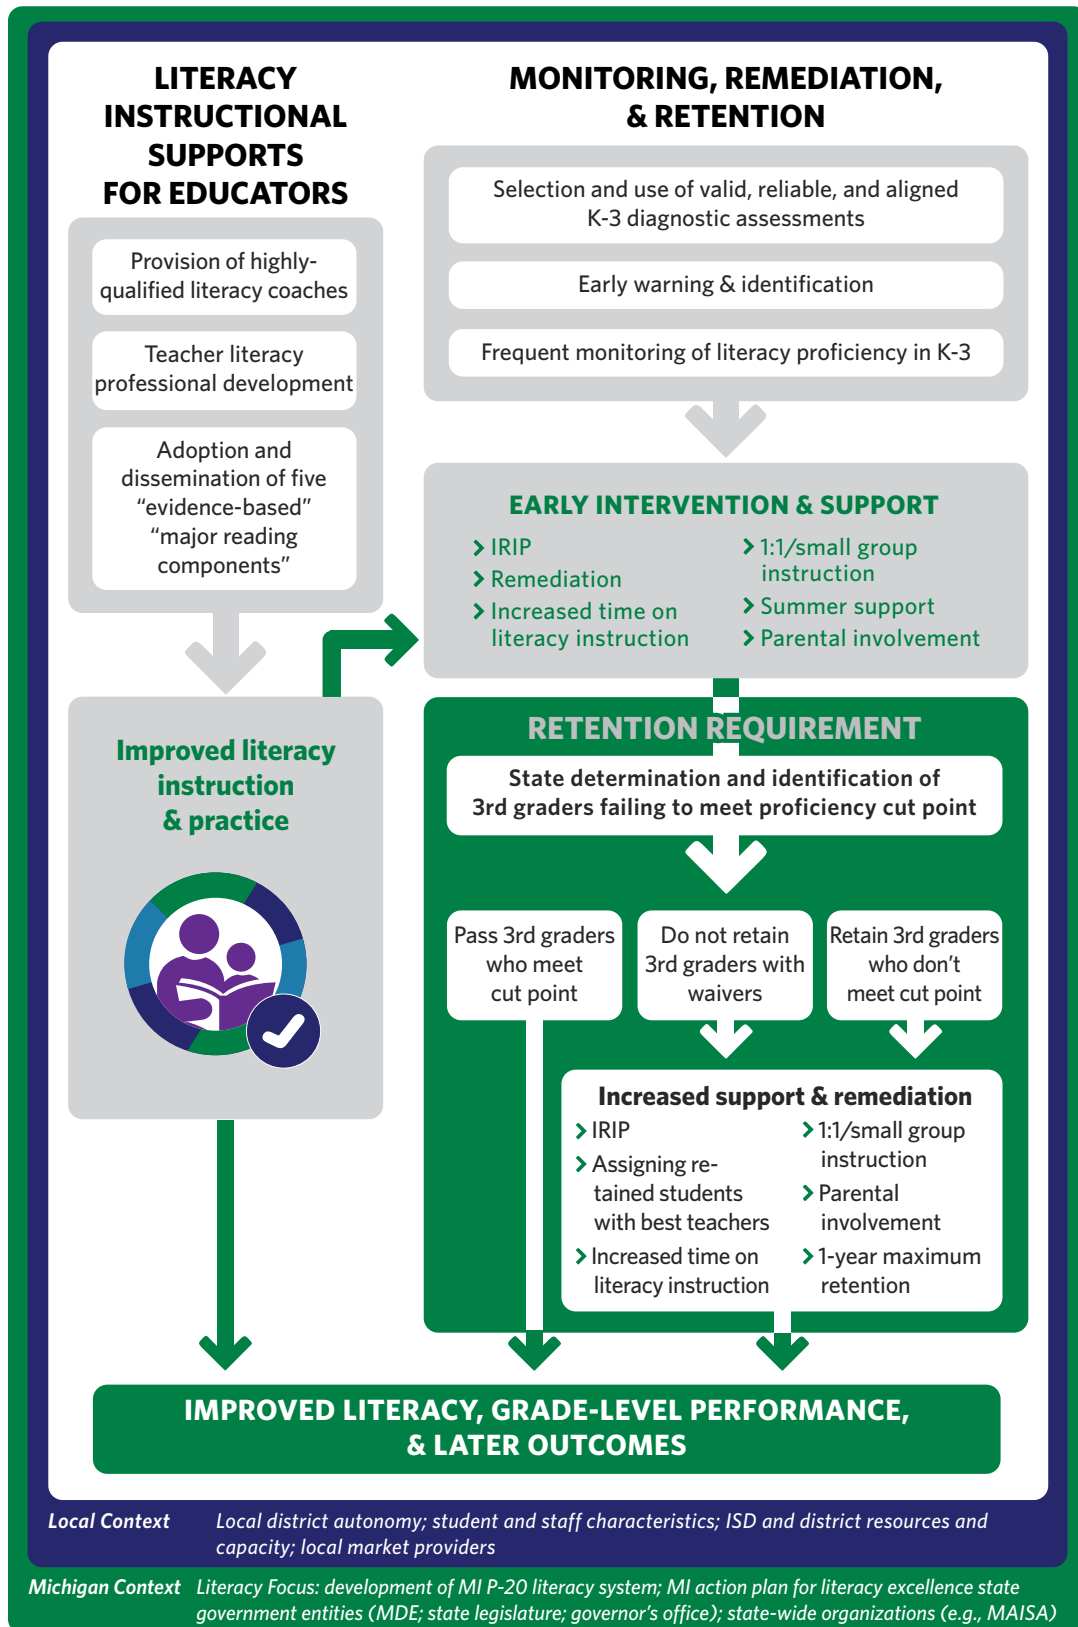 LITERACY
INSTRUCTIONAL
SUPPORTS
FOR EDUCATORS
Provision of highly-
qualified literacy coaches
Teacher literacy
professional development
Adoption and
dissemination of five
“evidence-based”
“major reading
components”
Improved literacy
instruction
& practice
MONITORING, REMEDIATION,
& RETENTION
Selection and use of valid, reliable, and aligned
K-3 diagnostic assessments
Early warning & identification
Frequent monitoring of literacy proficiency in K-3
EARLY INTERVENTION & SUPPORT
IRIP
Remediation
Increased time on
literacy instruction
1:1/small group
instruction
Summer support
Parental involvement
RETENTION REQUIREMENT
State determination and identification of
3rd graders failing to meet proficiency cut point
Pass 3rd graders
who meet
cut point
Do not retain
3rd graders with
waivers
Retain 3rd graders
who don’t
meet cut point
Increased support & remediation
IRIP
Assigning re-
tained students
with best teachers
Increased time on
literacy instruction
1:1/small group
instruction
Parental
involvement
1-year maximum
retention
IMPROVED LITERACY, GRADE-LEVEL PERFORMANCE,
& LATER OUTCOMES
Local Context Local district autonomy; student and staff characteristics; ISD and district resources and
capacity; local market providers
Michigan Context Literacy Focus: development of MI P-20 literacy system; MI action plan for literacy excellence state
government entities (MDE; state legislature; governor’s office); state-wide organizations (e.g., MAISA)